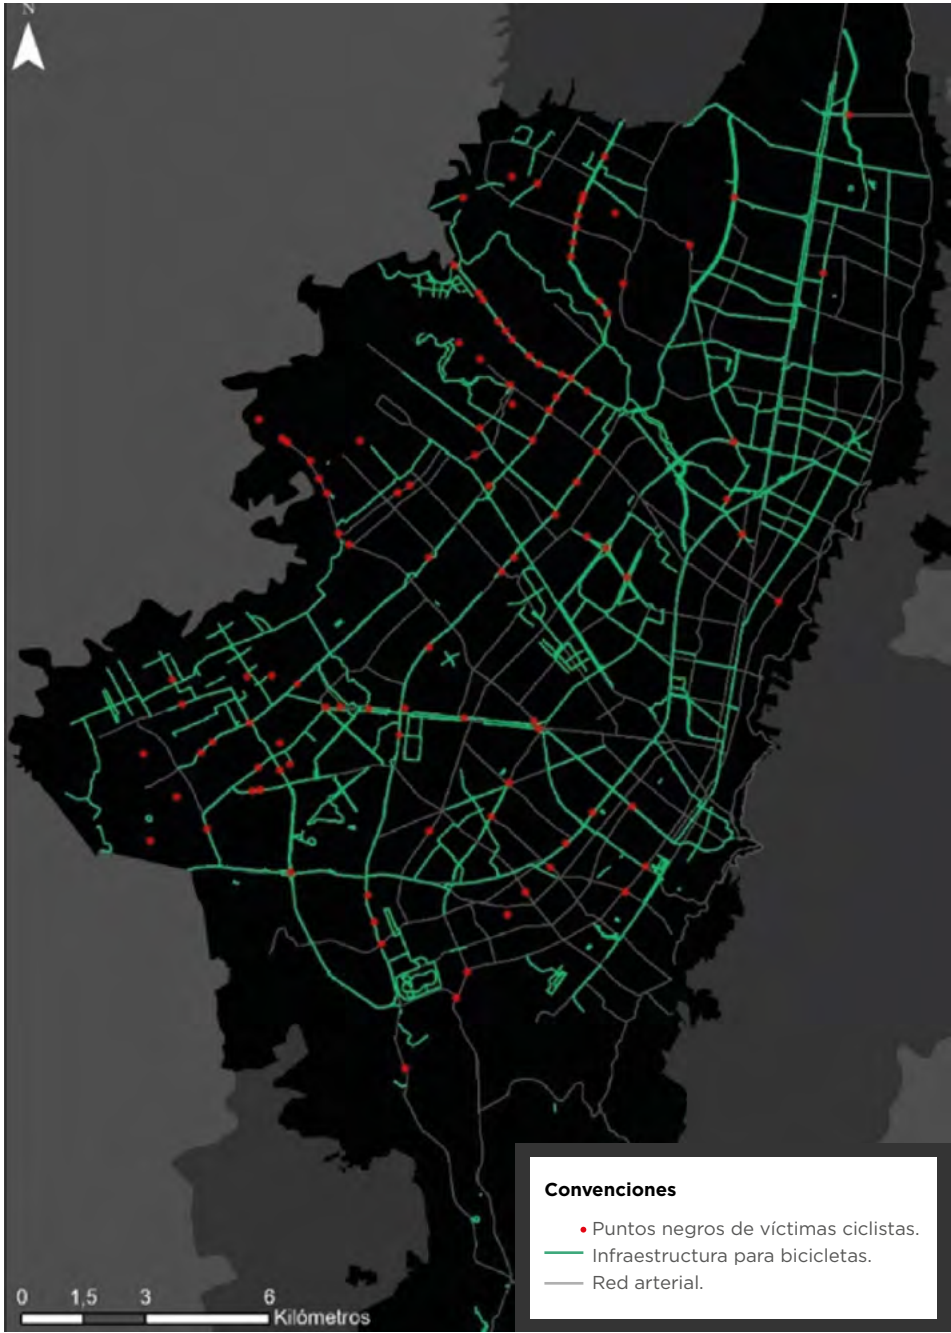 N
Convenciones
Puntos negros de víctimas ciclistas.
Infraestructura para bicicletas.
Red arterial.
0 1,5 3 6
Kilómetros